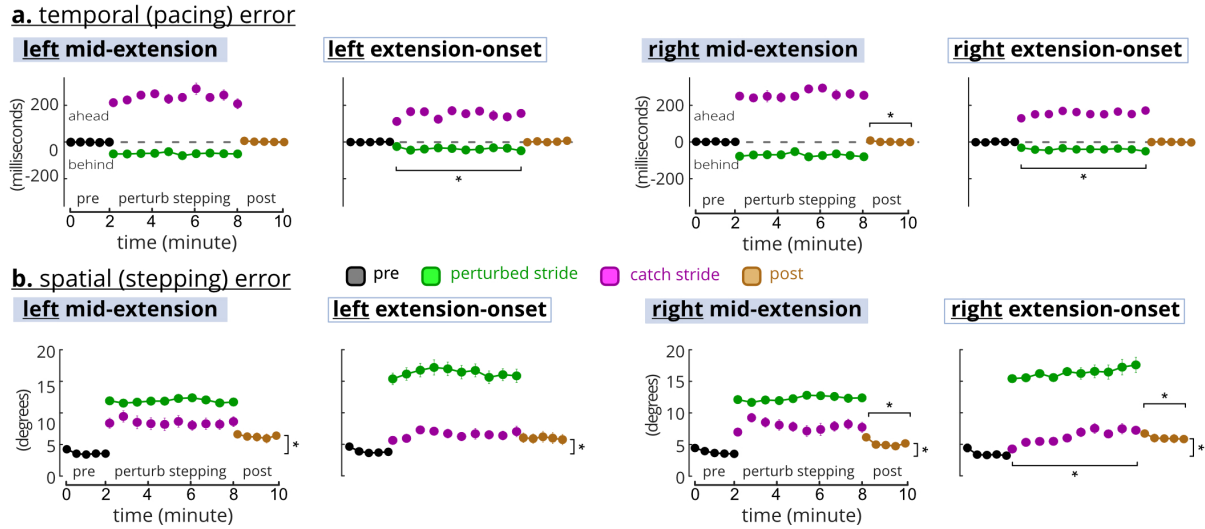 a. temporal (pacing) error
left mid-extension
left extension-onset
right mid-extension
right extension-onset
(milliseconds)
200
0
-200
ahead
behind
pre
perturb stepping
post
0 2 4 6 8 10
time (minute)
*
(milliseconds)
200
0
-200
ahead
behind
*
pre
perturb stepping
post
0 2 4 6 8 10
time (minute)
*
b. spatial (stepping) error
pre
perturbed stride
catch stride
post
left mid-extension
left extension-onset
right mid-extension
right extension-onset
(degrees)
20
15
10
5
0
pre
perturb stepping
post
*
0 2 4 6 8 10
time (minute)
*
(degrees)
20
15
10
5
0
*
*
pre
perturb stepping
post
0 2 4 6 8 10
time (minute)
*
*
*